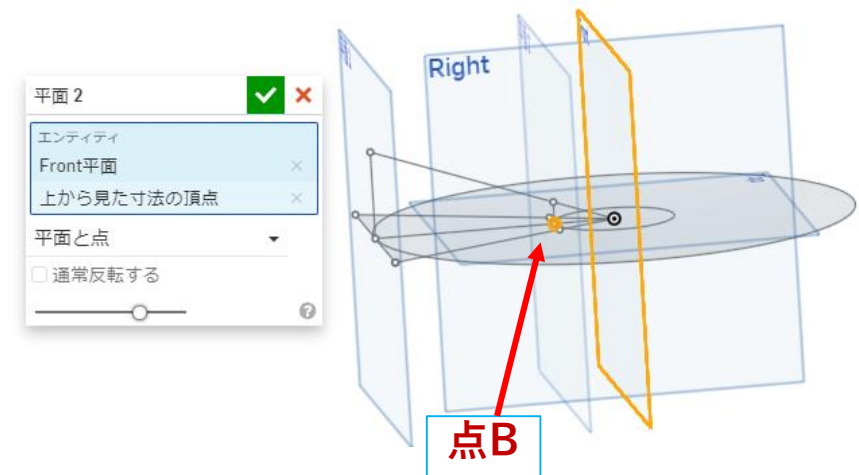 平面 2
エンティティ
Front平面
上から見た寸法の頂点
平面と点
通常反転する
Right
点B